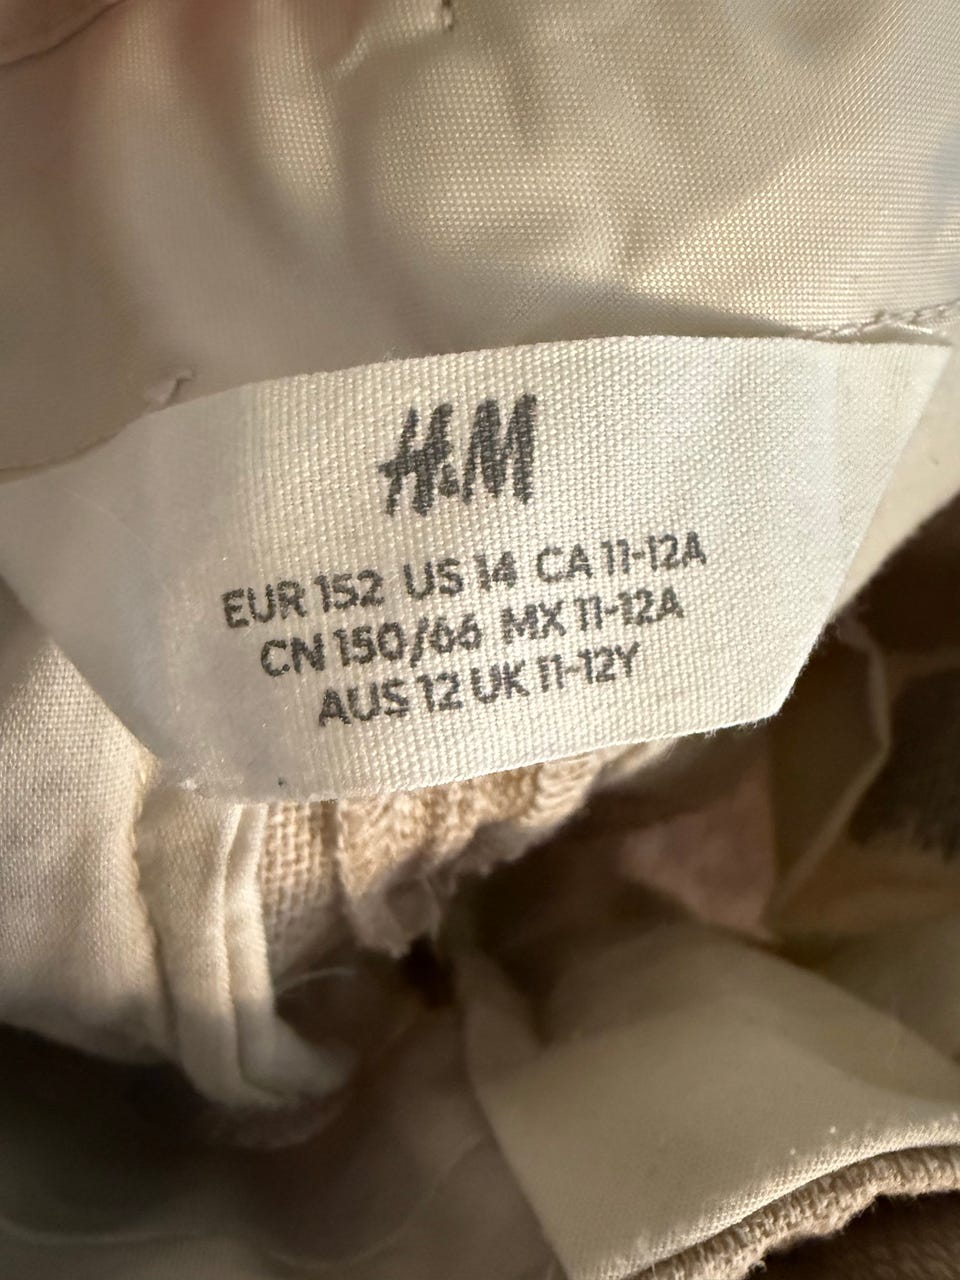 H&M
EUR 152 US 14 CA 11-12A
CN 150/66 MX 11-12A
AUS 12 UK 11-12Y